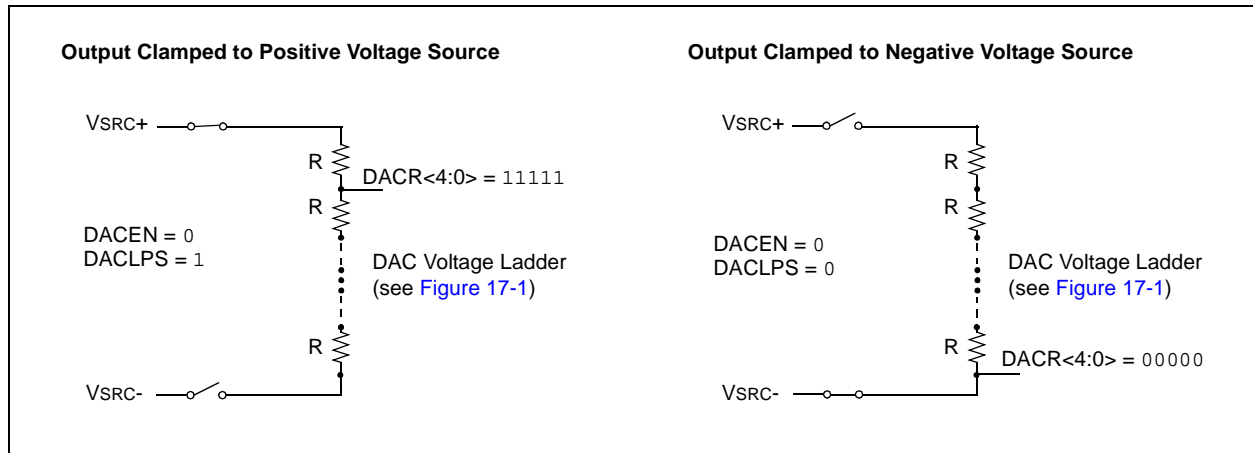 Output Clamped to Positive Voltage Source
VSRC+
R
DACR<4:0> = 11111
R
DACEN = 0
DACLPS = 1
DAC Voltage Ladder
(see Figure 17-1)
R
VSRC-
Output Clamped to Negative Voltage Source
VSRC+
R
R
DACEN = 0
DACLPS = 0
DAC Voltage Ladder
(see Figure 17-1)
R
DACR<4:0> = 00000
VSRC-